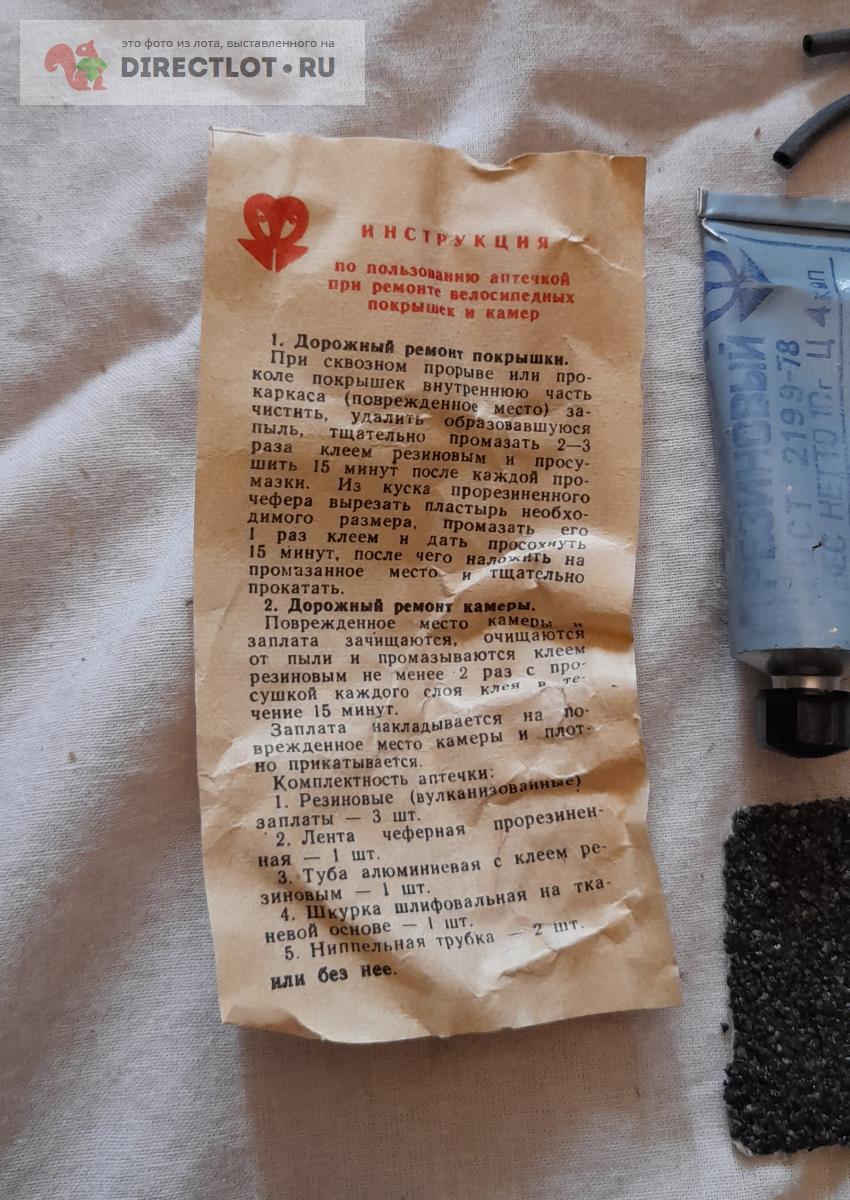 это фото из лота, выставленного на
DIRECTLOT•RU
ИНСТРУКЦИЯ
по пользованию аптечкой
при ремонте велосипедных
покрышек и камер
1. Дорожный ремонт покрышки.
При сквозном прорыве или про-
коле покрышек внутреннюю часть
каркаса (поврежденное место) за-
чистить, удалить образовавшуюся
пыль, тщательно промазать 2—3
раза клеем резиновым и просу-
шить 15 минут после каждой про-
мазки. Из куска прорезиненного
чефера вырезать пластырь необхо-
димого размера, промазать его
1 раз клеем и дать просохнуть
15 минут, после чего наложить на
промазанное место и тщательно
прокатать.
2. Дорожный ремонт камеры.
Поврежденное место камеры и
заплата зачищаются, очищаются
от пыли и промазываются клеем
резиновым не менее 2 раз с про-
сушкой каждого слоя клея в те-
чение 15 минут.
Заплата накладывается на по-
врежденное место камеры и плот-
но прикатывается.
Комплектность аптечки:
1. Резиновые (вулканизованные)
заплаты — 3 шт.
2. Лента чеферная прорезинен-
ная — 1 шт.
3. Туба алюминиевая с клеем ре-
зиновым — 1 шт.
4. Шкурка шлифовальная на тка-
невой основе — 1 шт.
5. Ниппельная трубка — 2 шт.
или без нее.
РЕЗИНОВЫЙ
2199-78
НЕТТО 10г Ц 4 коп